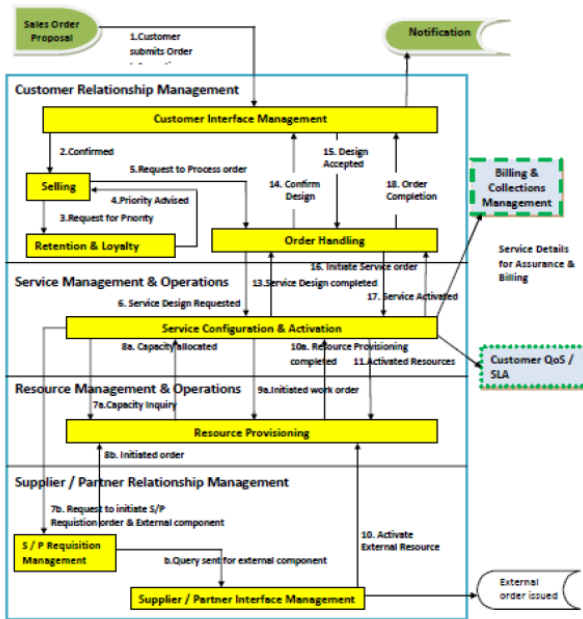 Sales Order
Proposal
1.Customer
submits Order
Notification
Customer Relationship Management
Customer Interface Management
2.Confirmed
5.Request to Process order
15. Design
Accepted
14. Confirm
Design
18. Order
Completion
Selling
4.Priority Advised
3.Request for Priority
Retention & Loyalty
Order Handling
Billing &
Collections
Management
Service Details
for Assurance &
Billing
16. Initiate Service order
Service Management & Operations
13.Service Design completed
6. Service Design Requested
17. Service Activated
Service Configuration & Activation
8a. Capacity allocated
10a. Resource Provisioning
completed
11.Activated Resources
Customer QoS /
SLA
Resource Management & Operations
9a.Initiated work order
7a.Capacity Inquiry
Resource Provisioning
8b. Initiated order
Supplier / Partner Relationship Management
7b. Request to initiate S/P
Requistion order & External component
S / P Requisition
Management
10. Activate
External Resource
b.Query sent for external component
Supplier / Partner Interface Management
External
order issued